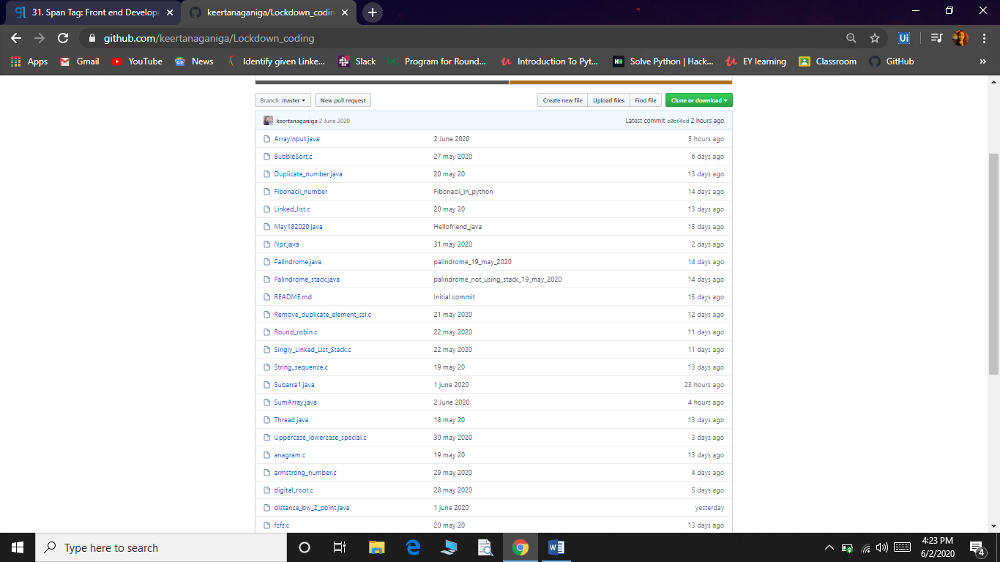 31. Span Tag: Front end Developm
keertanaganiga/Lockdown_coding
github.com/keertanaganiga/Lockdown_coding
Apps Gmail YouTube News Identify given Linke... Slack Program for Round... Introduction To Pyt... Solve Python | Hack... EY learning Classroom GitHub »
Branch: master New pull request Create new file Upload files Find file Clone or download
keertanaganiga 2 June 2020 Latest commit e0bf4ed 2 hours ago
ArrayInput.java 2 June 2020 5 hours ago
BubbleSort.c 27 may 2020 6 days ago
Duplicate_number.java 20 may 20 13 days ago
Fibonacii_number Fibonacii_in_python 14 days ago
Linked_list.c 20 may 20 13 days ago
May182020.java Hellofriend_java 15 days ago
Npr.java 31 may 2020 2 days ago
Palindrome.java palindrome_19_may_2020 14 days ago
Palindrome_stack.java palindrome_not_using_stack_19_may_2020 14 days ago
README.md Initial commit 15 days ago
Remove_duplicate_element_ssl.c 21 may 2020 12 days ago
Round_robin.c 22 may 2020 11 days ago
Singly_Linked_List_Stack.c 22 may 2020 11 days ago
String_sequence.c 19 may 20 13 days ago
Subarra1.java 1 june 2020 23 hours ago
SumArray.java 2 June 2020 4 hours ago
Thread.java 18 may 20 13 days ago
Uppercase_lowercase_special.c 30 may 2020 3 days ago
anagram.c 19 may 20 13 days ago
armstrong_number.c 29 may 2020 4 days ago
digital_root.c 28 may 2020 5 days ago
distance_bw_2_point.java 1 june 2020 yesterday
fcfs.c 20 may 20 13 days ago
Type here to search
4:23 PM
6/2/2020
4